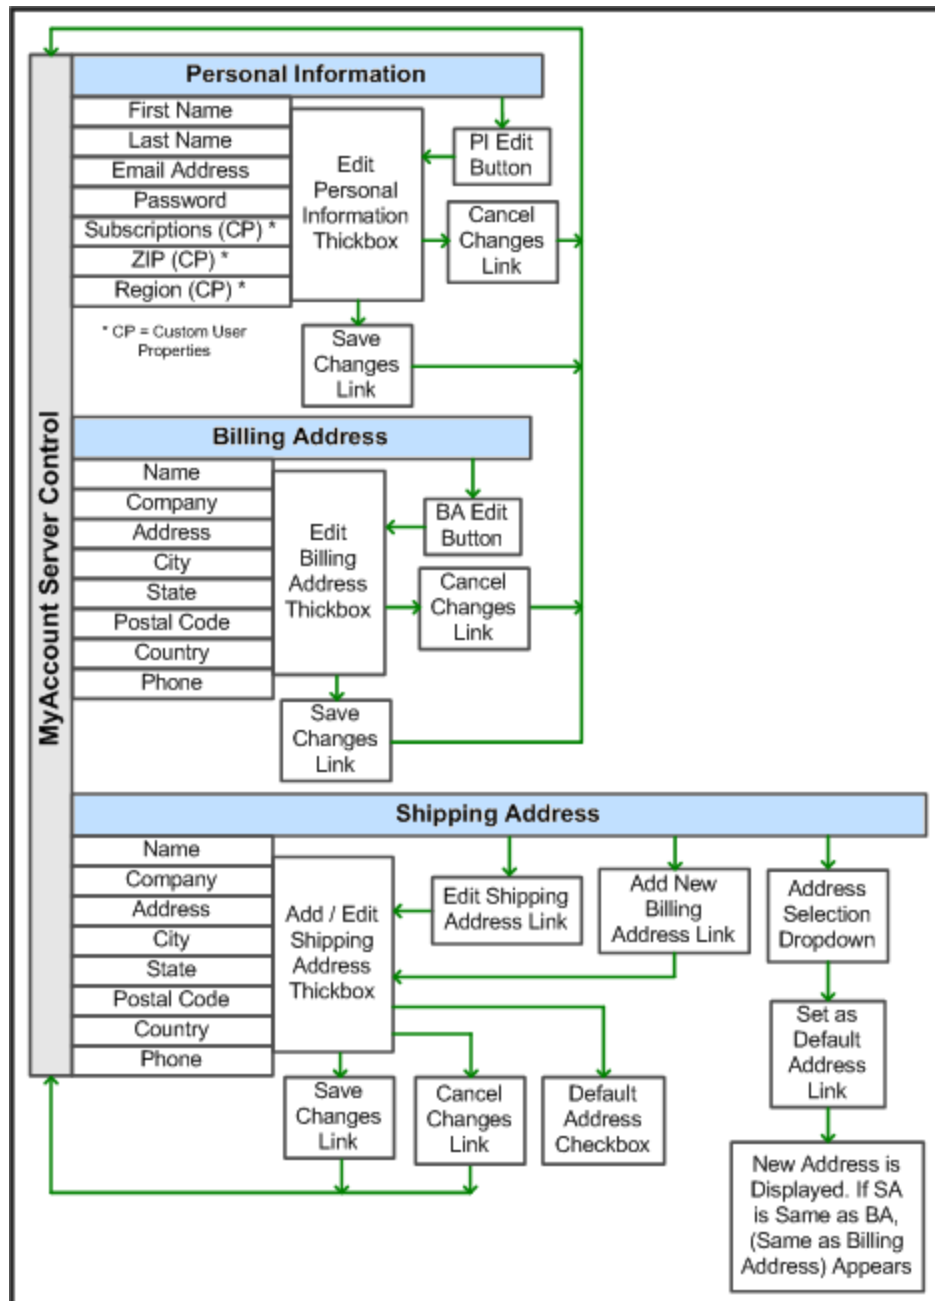 MyAccount Server Control
Personal Information
First Name
Last Name
Email Address
Password
Subscriptions (CP) *
ZIP (CP) *
Region (CP) *
* CP = Custom User
Properties
Edit
Personal
Information
Thickbox
PI Edit
Button
Cancel
Changes
Link
Save
Changes
Link
Billing Address
Name
Company
Address
City
State
Postal Code
Country
Phone
Edit
Billing
Address
Thickbox
BA Edit
Button
Cancel
Changes
Link
Save
Changes
Link
Shipping Address
Name
Company
Address
City
State
Postal Code
Country
Phone
Add / Edit
Shipping
Address
Thickbox
Edit Shipping
Address Link
Add New
Billing
Address Link
Address
Selection
Dropdown
Set as
Default
Address
Link
Save
Changes
Link
Cancel
Changes
Link
Default
Address
Checkbox
New Address is
Displayed. If SA
is Same as BA,
(Same as Billing
Address) Appears